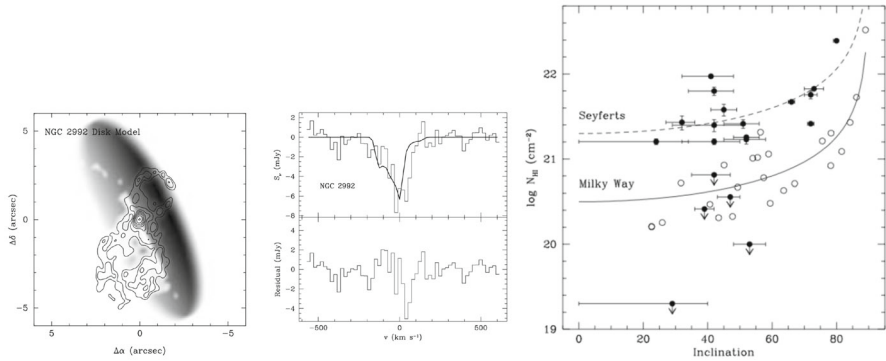 NGC 2992 Disk Model
5
0
−5
Δδ (arcsec)
5
0
−5
Δα (arcsec)
2
0
−2
−4
−6
−8
S_ν (mJy)
NGC 2992
4
2
0
−2
−4
Residual (mJy)
−500
0
500
v (km s⁻¹)
22
21
20
19
log N_HI (cm⁻²)
Seyferts
Milky Way
0
20
40
60
80
Inclination